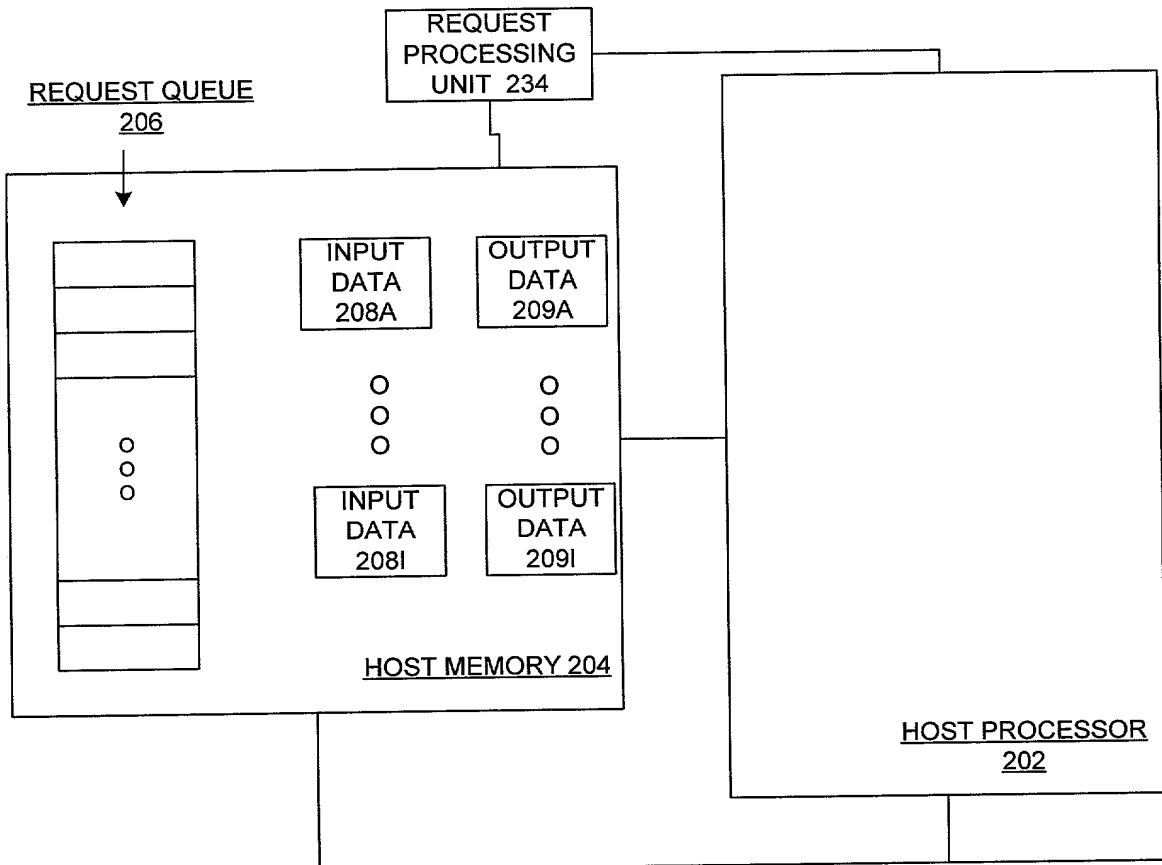 REQUEST
PROCESSING
UNIT 234
REQUEST QUEUE
206
INPUT
DATA
208A
OUTPUT
DATA
209A
INPUT
DATA
208I
OUTPUT
DATA
209I
HOST MEMORY 204
HOST PROCESSOR
202